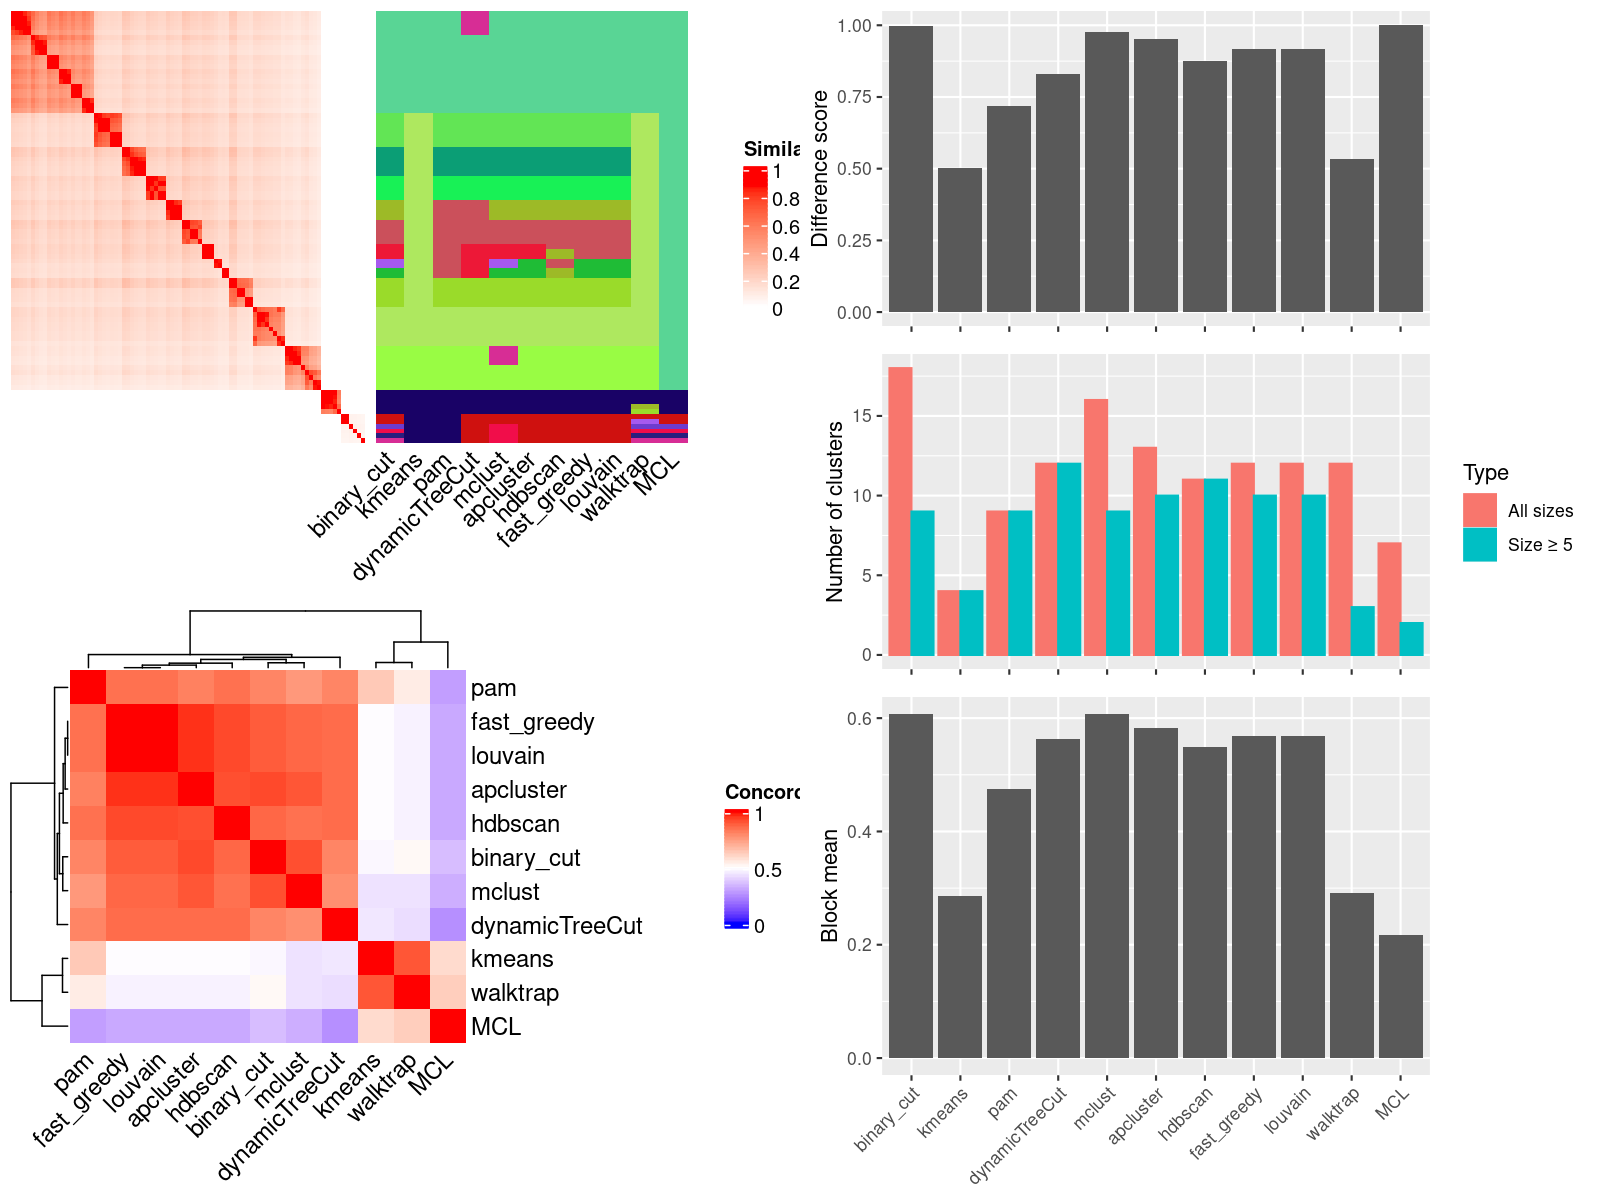 Simila
1
0.8
0.6
0.4
0.2
0
binary_cut
kmeans
pam
dynamicTreeCut
mclust
apcluster
hdbscan
fast_greedy
louvain
walktrap
MCL
pam
fast_greedy
louvain
apcluster
hdbscan
binary_cut
mclust
dynamicTreeCut
kmeans
walktrap
MCL
pam
fast_greedy
louvain
apcluster
hdbscan
binary_cut
mclust
dynamicTreeCut
kmeans
walktrap
MCL
Concord
1
0.5
0
Difference score
1.00
0.75
0.50
0.25
0.00
Number of clusters
15
10
5
0
Type
All sizes
Size ≥ 5
Block mean
0.6
0.4
0.2
0.0
binary_cut
kmeans
pam
dynamicTreeCut
mclust
apcluster
hdbscan
fast_greedy
louvain
walktrap
MCL